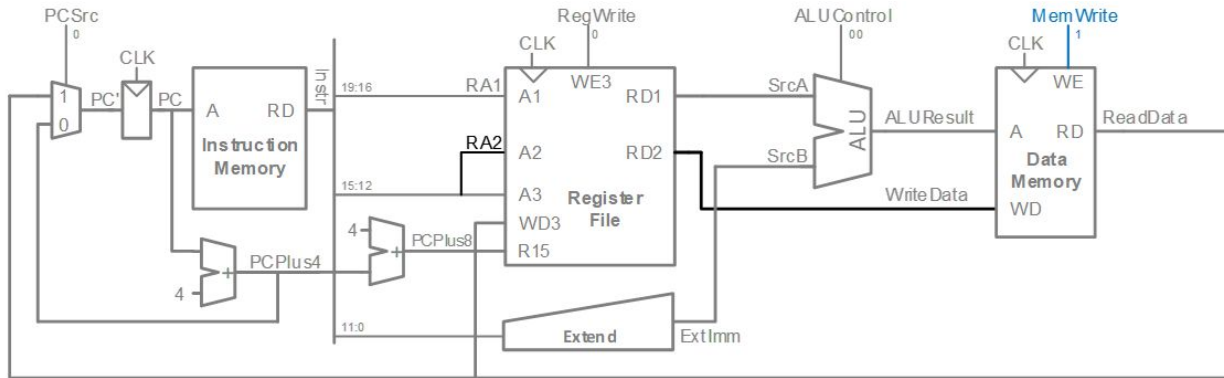 PCSrc
0
RegWrite
0
ALUControl
00
MemWrite
1
CLK
CLK
CLK
1
0
PC'
PC
A
RD
Instruction
Memory
Instr
19:16
RA1
A1
WE3
RD1
SrcA
ALU
ALUResult
WE
A
RD
ReadData
Data
Memory
WD
RA2
A2
RD2
SrcB
15:12
A3
Register
File
WriteData
WD3
R15
4
+
PCPlus8
4
+
PCPlus4
11:0
Extend
ExtImm